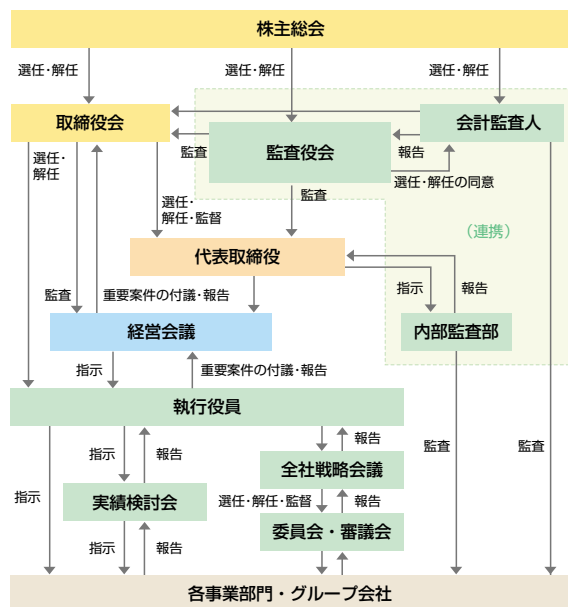 株主総会
選任・解任
選任・解任
選任・解任
取締役会
監査役会
会計監査人
監査
報告
選任・解任の同意
選任・
解任
選任・
解任・監督
監査
(連携)
代表取締役
監査
重要案件の付議・報告
指示
報告
経営会議
内部監査部
指示
重要案件の付議・報告
執行役員
指示
報告
報告
監査
監査
全社戦略会議
指示
実績検討会
選任・解任・監督
報告
委員会・審議会
指示
報告
各事業部門・グループ会社